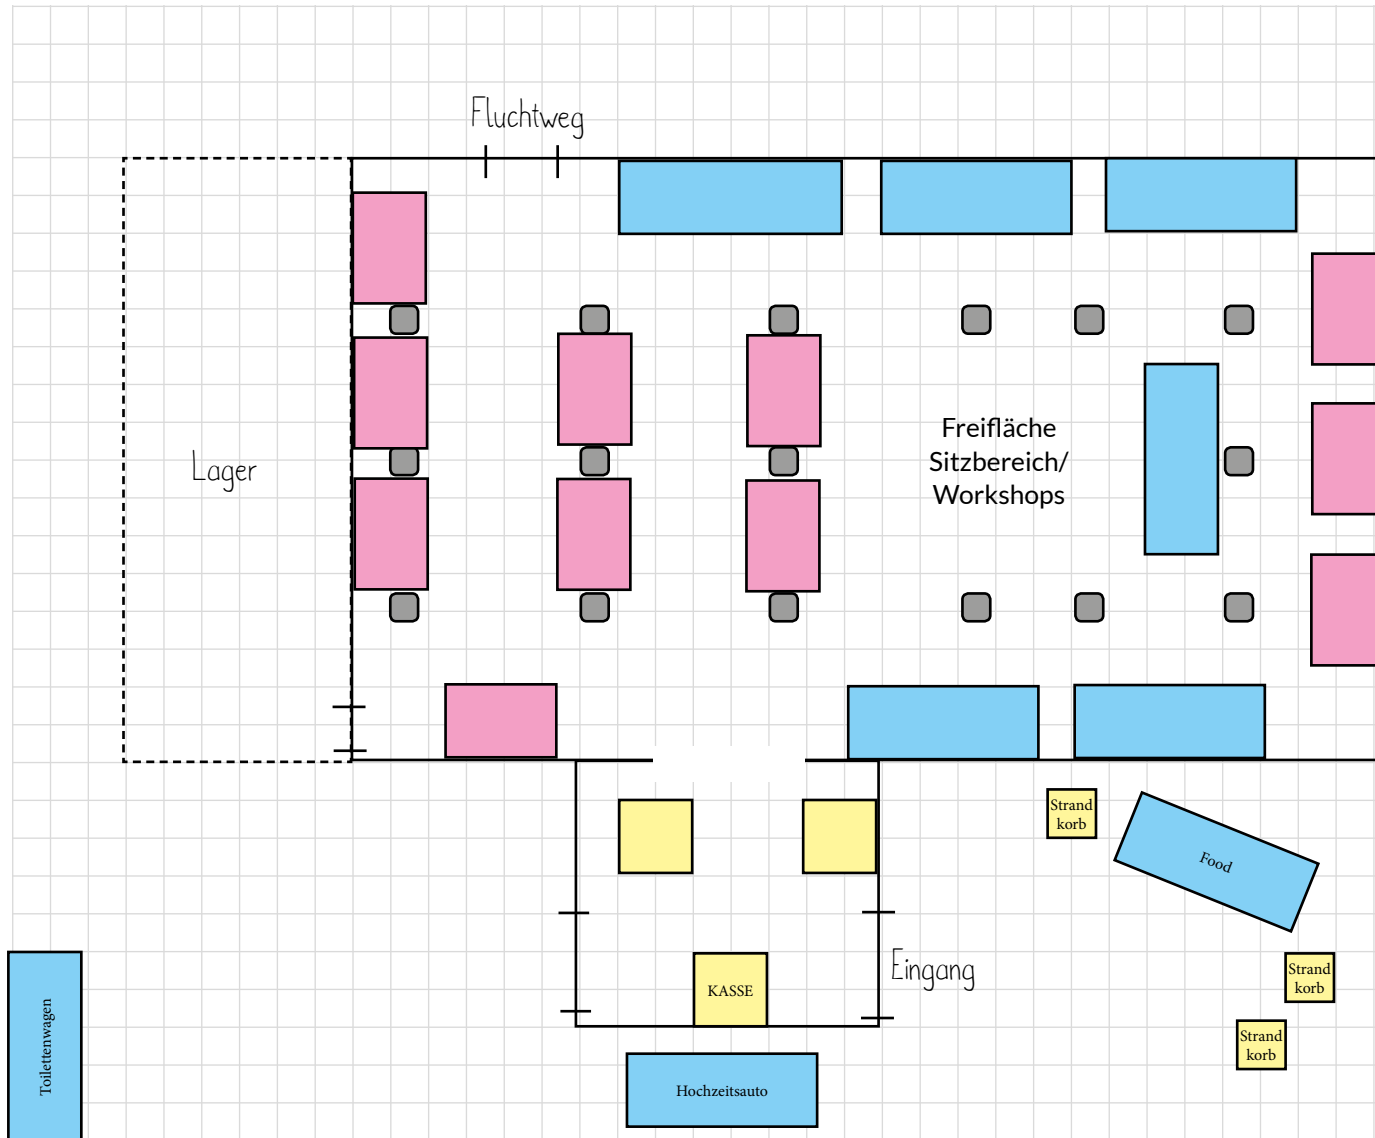 Fluchtweg
Lager
Freifläche
Sitzbereich/
Workshops
Strand
korb
Food
Eingang
KASSE
Strand
korb
Strand
korb
Toilettenwagen
Hochzeitsauto